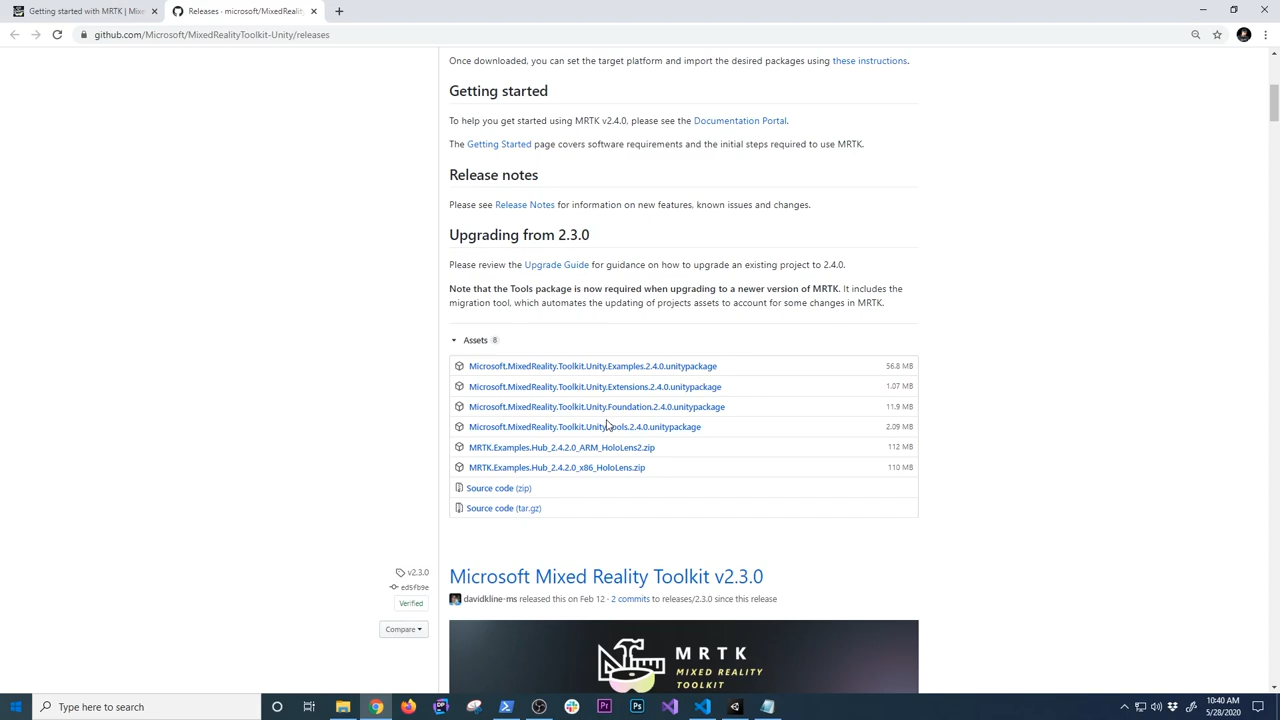 Getting started with MRTK | Mixe
Releases · microsoft/MixedRealit
github.com/Microsoft/MixedRealityToolkit-Unity/releases
Once downloaded, you can set the target platform and import the desired packages using these instructions.
Getting started
To help you get started using MRTK v2.4.0, please see the Documentation Portal.
The Getting Started page covers software requirements and the initial steps required to use MRTK.
Release notes
Please see Release Notes for information on new features, known issues and changes.
Upgrading from 2.3.0
Please review the Upgrade Guide for guidance on how to upgrade an existing project to 2.4.0.
Note that the Tools package is now required when upgrading to a newer version of MRTK. It includes the
migration tool, which automates the updating of projects assets to account for some changes in MRTK.
Assets 8
Microsoft.MixedReality.Toolkit.Unity.Examples.2.4.0.unitypackage 56.8 MB
Microsoft.MixedReality.Toolkit.Unity.Extensions.2.4.0.unitypackage 1.07 MB
Microsoft.MixedReality.Toolkit.Unity.Foundation.2.4.0.unitypackage 11.9 MB
Microsoft.MixedReality.Toolkit.Unity.Tools.2.4.0.unitypackage 2.09 MB
MRTK.Examples.Hub_2.4.2.0_ARM_HoloLens2.zip 112 MB
MRTK.Examples.Hub_2.4.2.0_x86_HoloLens.zip 110 MB
Source code (zip)
Source code (tar.gz)
v2.3.0
ed5fb9e
Verified
Compare
Microsoft Mixed Reality Toolkit v2.3.0
davidkline-ms released this on Feb 12 · 2 commits to releases/2.3.0 since this release
MRTK
MIXED REALITY
TOOLKIT
Type here to search
Pr
Ps
10:40 AM
5/28/2020